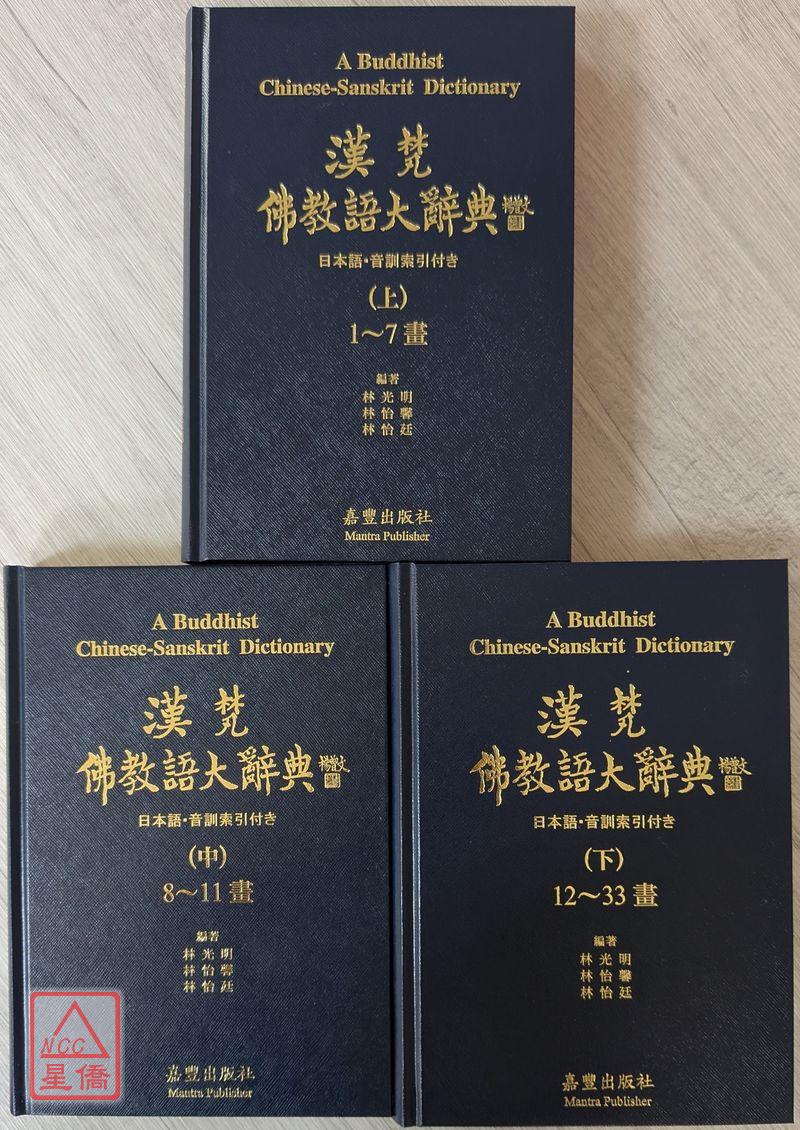 A Buddhist
Chinese-Sanskrit Dictionary
漢梵
佛教語大辭典
日本語・音訓索引付き
(上)
1～7 畫
編著
林光明
林怡馨
林怡廷
嘉豐出版社
Mantra Publisher
A Buddhist
Chinese-Sanskrit Dictionary
漢梵
佛教語大辭典
日本語・音訓索引付き
(中)
8～11 畫
編著
林光明
林怡馨
林怡廷
嘉豐出版社
Mantra Publisher
A Buddhist
Chinese-Sanskrit Dictionary
漢梵
佛教語大辭典
日本語・音訓索引付き
(下)
12～33 畫
編著
林光明
林怡馨
林怡廷
嘉豐出版社
Mantra Publisher
NCC
星僑